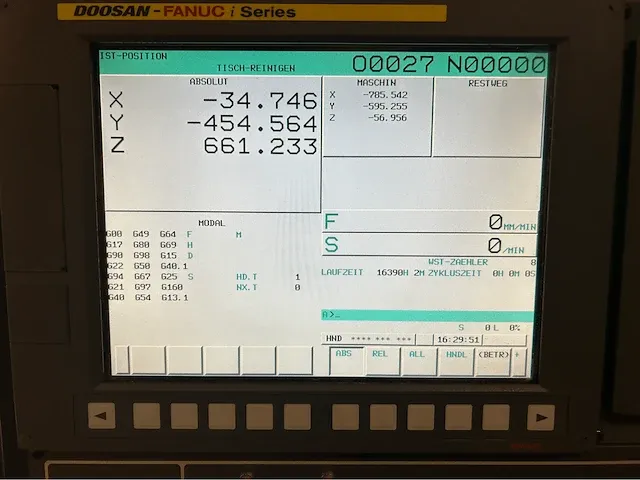 DOOSAN-FANUC i Series
IST-POSITION
TISCH-REINIGEN O0027 N00000
ABSOLUT
X -34.746
Y -454.564
Z 661.233
MASCHIN
X -785.542
Y -595.255
Z -56.956
RESTWEG
MODAL
G00 G49 G64 F M
G17 G80 G69 H
G90 G98 G15 D
G22 G50 G40.1
G94 G67 G25 S HD.T 1
G21 G97 G160 NX.T 0
G40 G54 G13.1
F 0 MM/MIN
S 0 /MIN
WST-ZAEHLER 8
LAUFZEIT 16390H 2M ZYKLUSZEIT 0H 0M 0S
A>_
S 0 L 0%
HND **** *** *** 16:29:51
ABS REL ALL HNDL (BETR) +